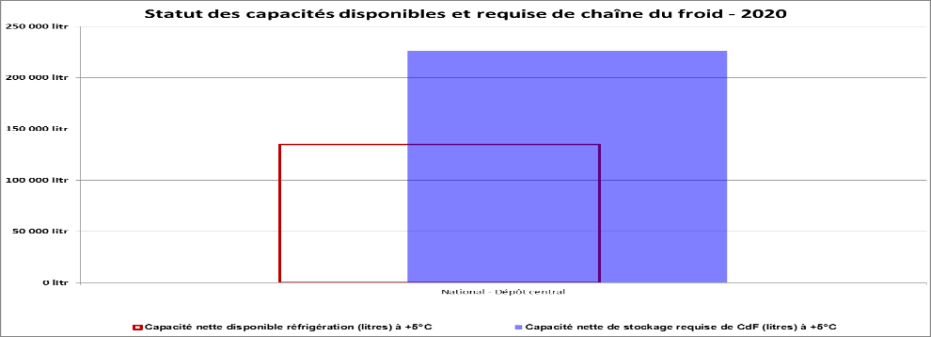 Statut des capacités disponibles et requise de chaîne du froid - 2020
250 000 litr
200 000 litr
150 000 litr
100 000 litr
50 000 litr
0 litr
National - Dépôt central
Capacité nette disponible réfrigération (litres) à +5°C
Capacité nette de stockage requise de CdF (litres) à +5°C